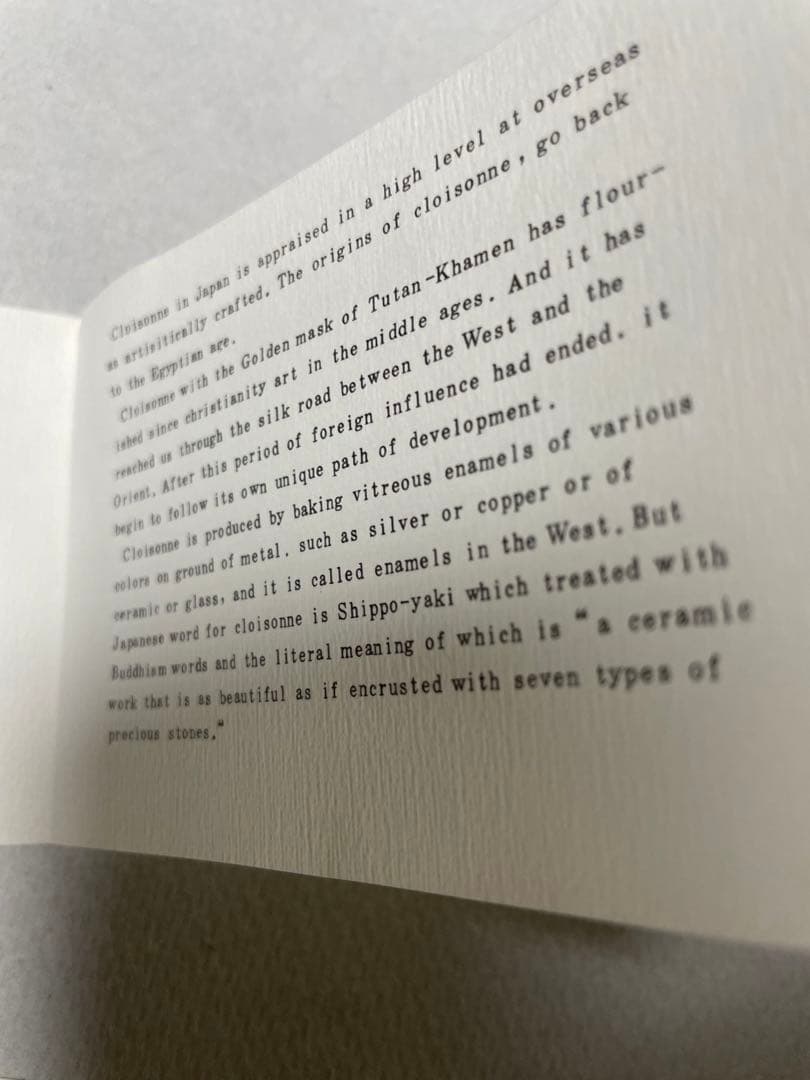 Cloisonne in Japan is appraised in a high level at overseas
as artisitically crafted. The origins of cloisonne, go back
to the Egyptian age.
Cloisonne with the Golden mask of Tutan-Khamen has flour-
ished since christianity art in the middle ages. And it has
reached us through the silk road between the West and the
Orient. After this period of foreign influence had ended. it
begin to follow its own unique path of development.
Cloisonne is produced by baking vitreous enamels of various
colors on ground of metal. such as silver or copper or of
ceramic or glass, and it is called enamels in the West. But
Japanese word for cloisonne is Shippo-yaki which treated with
Buddhism words and the literal meaning of which is “a ceramic
work that is as beautiful as if encrusted with seven types of
precious stones.“